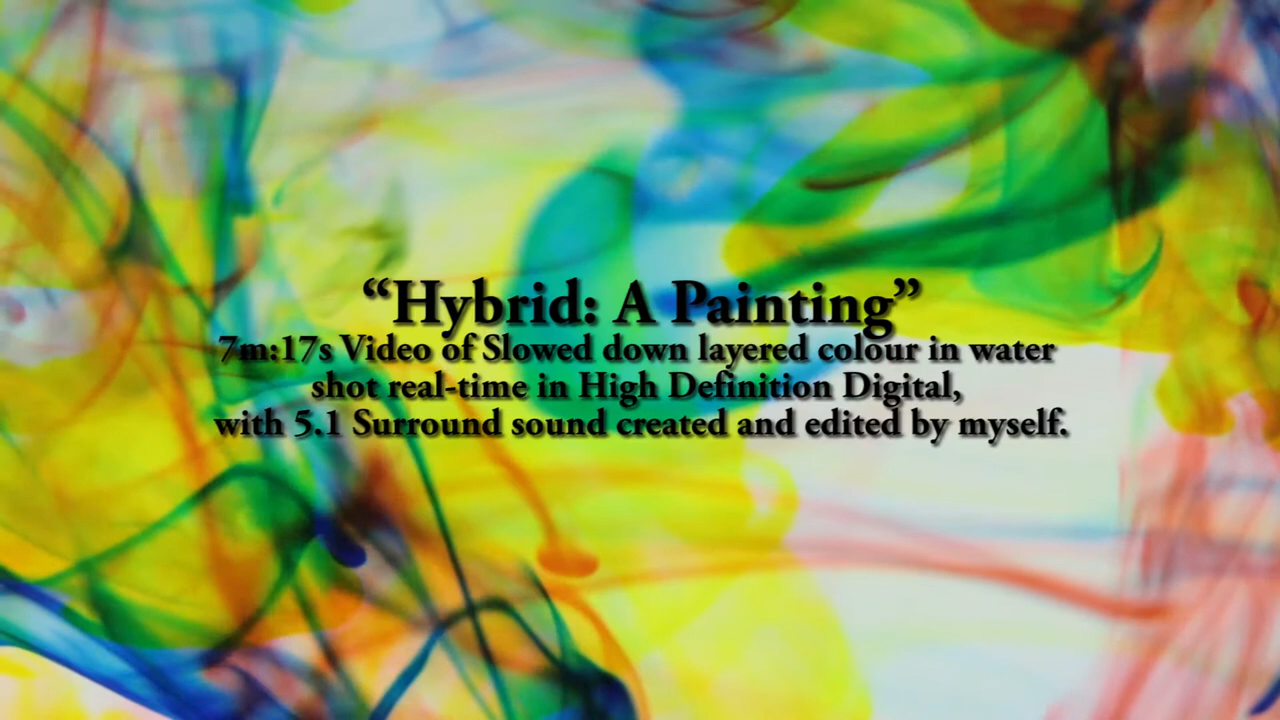 “Hybrid: A Painting”
7m:17s Video of Slowed down layered colour in water
shot real-time in High Definition Digital,
with 5.1 Surround sound created and edited by myself.